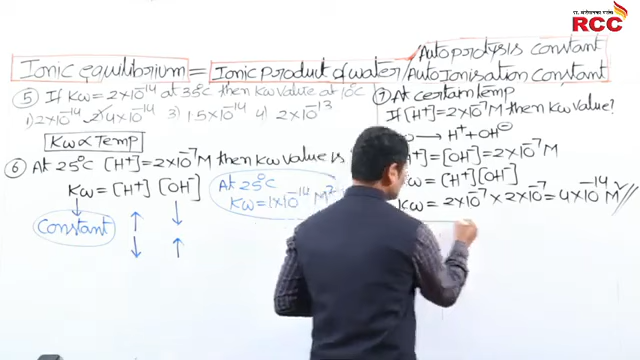 RCC
Autoprotysis constant
Ionic equilibrium = Ionic product of water / AutoIonisation Constant
⑤ If Kw = 2×10⁻¹⁴ at 35°C then Kw value at 10°C
1) 2×10⁻¹⁴ 2) 4×10⁻¹⁴ 3) 1.5×10⁻¹⁴ 4) 2×10⁻¹³
Kw ∝ Temp
⑥ At 25°C [H+] = 2×10⁻⁷ M then Kw value is
Kw = [H+] [OH⁻]
Constant ↑ ↓
↓ ↑
At 25°C
Kw = 1×10⁻¹⁴ M²
⑦ At certain temp
If [H+] = 2×10⁻⁷ M then Kw value?
→ H+ + OH⊖
= [OH⁻] = 2×10⁻⁷ M
= [H+] [OH⁻]
Kw = 2×10⁻⁷ × 2×10⁻⁷ = 4×10⁻¹⁴ M²